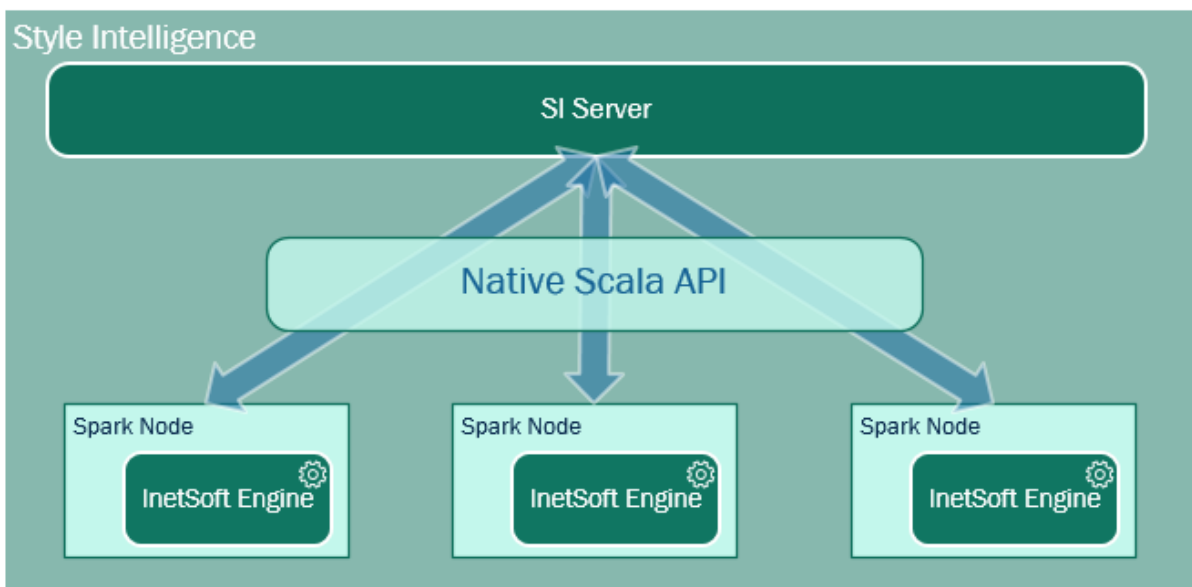 Style Intelligence
SI Server
Native Scala API
Spark Node
InetSoft Engine
Spark Node
InetSoft Engine
Spark Node
InetSoft Engine